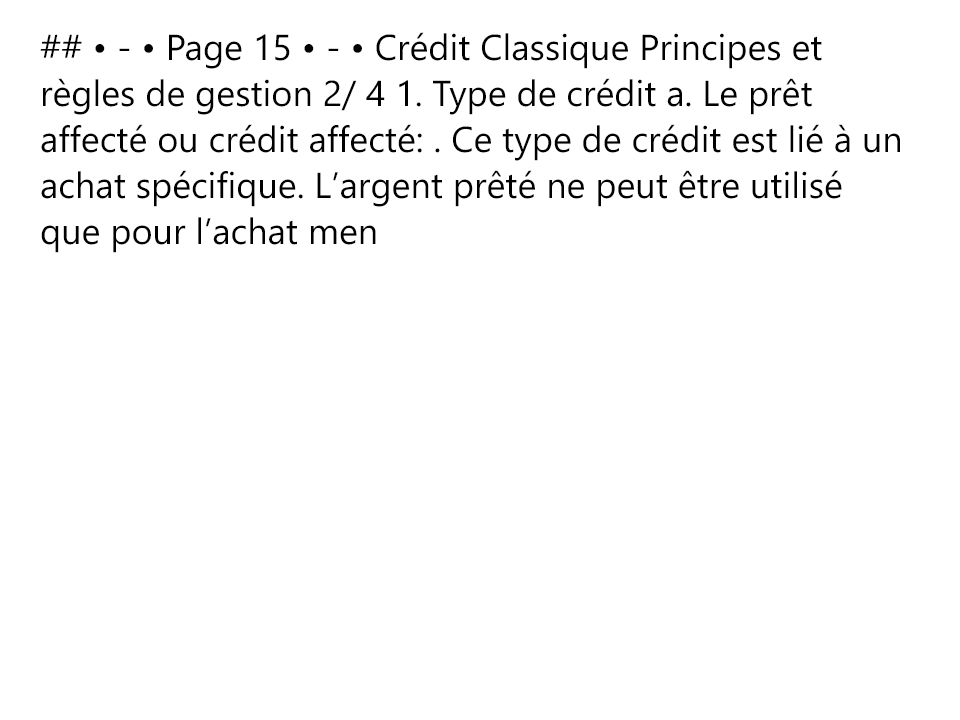 ## • - • Page 15 • - • Crédit Classique Principes et
règles de gestion 2/ 4 1. Type de crédit a. Le prêt
affecté ou crédit affecté: . Ce type de crédit est lié à un
achat spécifique. L’argent prêté ne peut être utilisé
que pour l’achat men